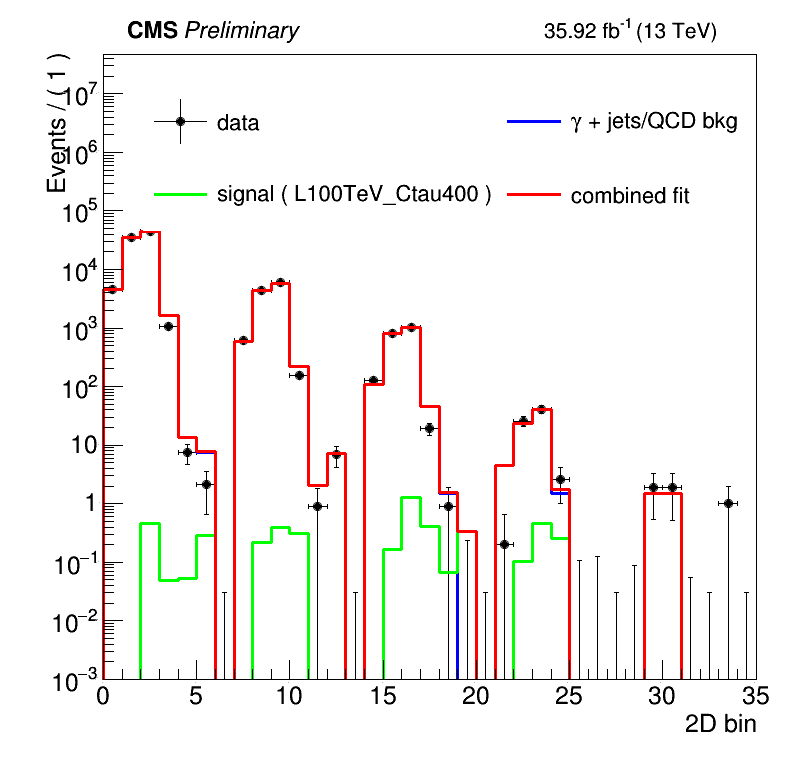 CMS Preliminary
35.92 fb⁻¹ (13 TeV)
Events / ( 1 )
data
γ + jets/QCD bkg
signal ( L100TeV_Ctau400 )
combined fit
10⁷
10⁶
10⁵
10⁴
10³
10²
10
1
10⁻¹
10⁻²
10⁻³
0 5 10 15 20 25 30 35
2D bin